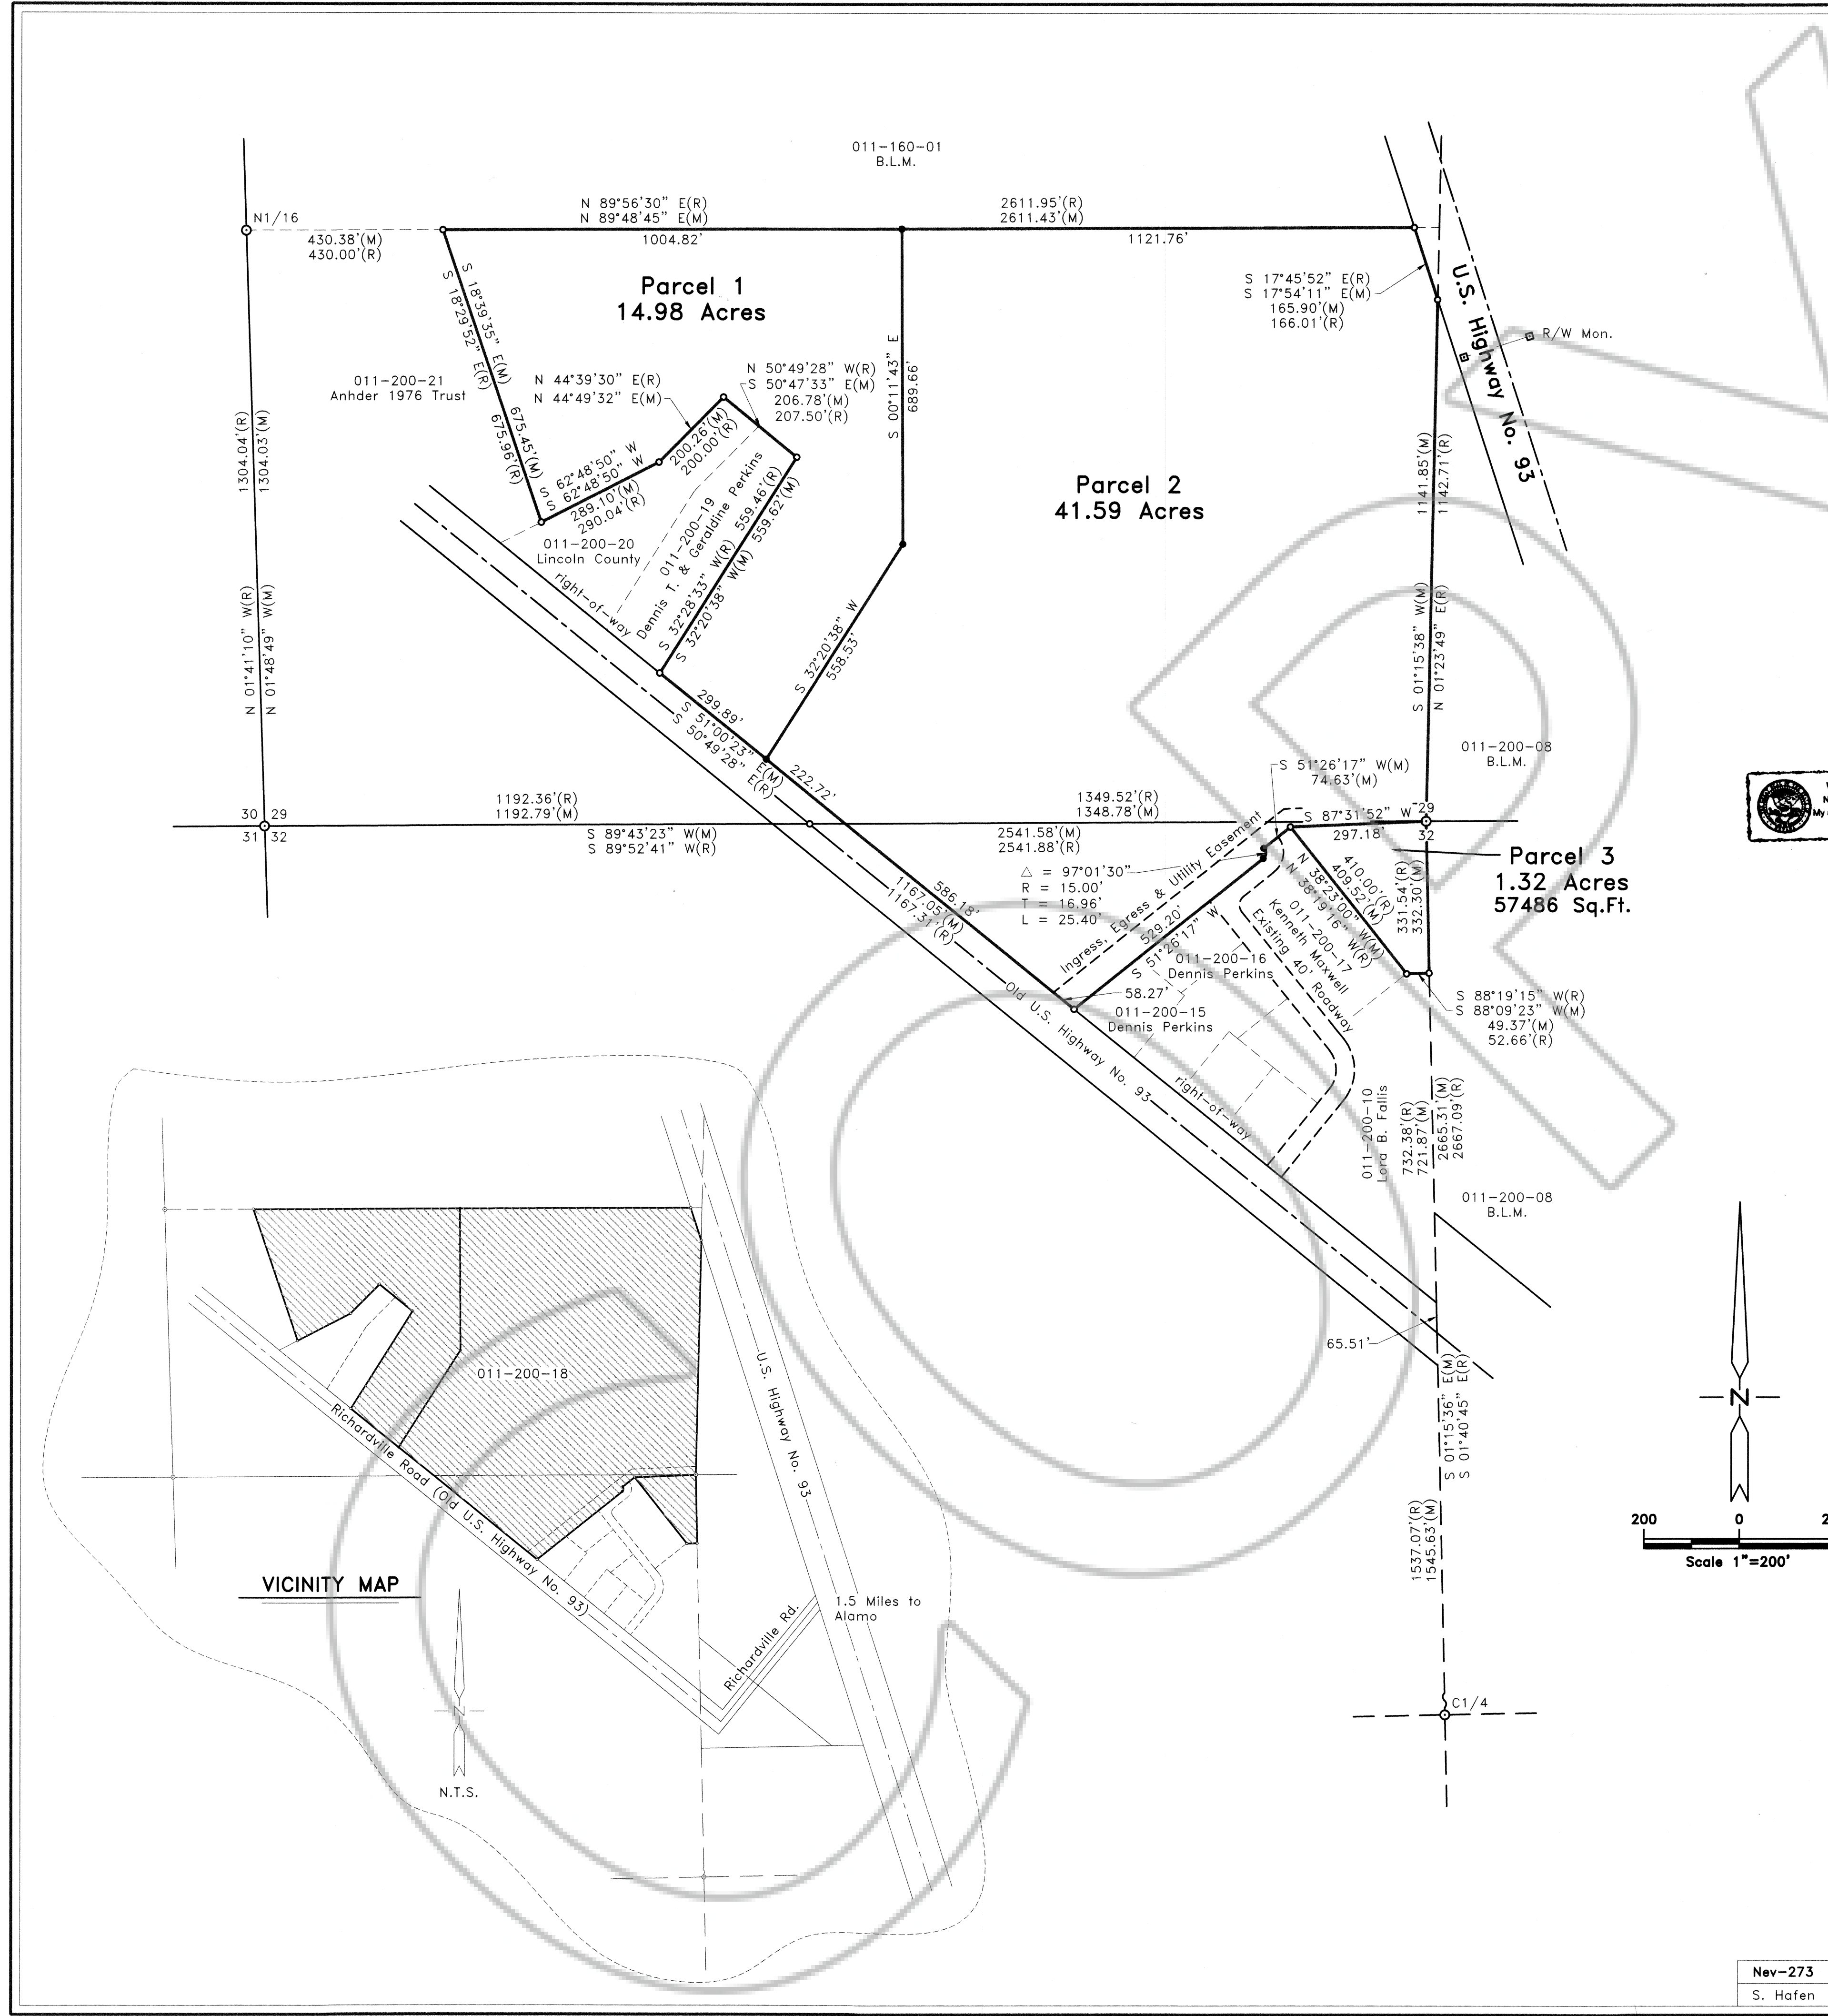 011-160-01
B.L.M.
N1/16
430.38'(M)
430.00'(R)
N 89°56'30" E(R)
N 89°48'45" E(M)
1004.82'
2611.95'(R)
2611.43'(M)
1121.76'
Parcel 1
14.98 Acres
S 18°39'35" E(M)
S 18°29'52" E(R)
675.45'(M)
675.96'(R)
011-200-21
Anhder 1976 Trust
N 44°39'30" E(R)
N 44°49'32" E(M)
N 50°49'28" W(R)
S 50°47'33" E(M)
206.78'(M)
207.50'(R)
S 00°11'43" E
689.66'
S 17°45'52" E(R)
S 17°54'11" E(M)
165.90'(M)
166.01'(R)
U.S. Highway No. 93
R/W Mon.
S 62°48'50" W
S 62°48'50" W
289.10'(M)
290.04'(R)
200.26'(M)
200.00'(R)
011-200-20
Lincoln County
011-200-19
Dennis T. & Geraldine Perkins
S 32°28'33" W(R) 559.46'(R)
S 32°20'38" W(M) 559.62'(M)
right-of-way
Parcel 2
41.59 Acres
1304.04'(R)
1304.03'(M)
N 01°41'10" W(R)
N 01°48'49" W(M)
1141.85'(M)
1142.71'(R)
S 01°15'38" W(M)
N 01°23'49" E(R)
S 32°20'38" W
558.53'
299.89'
S 51°00'23" E(M)
S 50°49'28" E(R)
222.72'
011-200-08
B.L.M.
S 51°26'17" W(M)
74.63'(M)
1192.36'(R)
1192.79'(M)
1349.52'(R)
1348.78'(M)
30 29
31 32
S 89°43'23" W(M)
S 89°52'41" W(R)
2541.58'(M)
2541.88'(R)
S 87°31'52" W
297.18'
29
32
My
△ = 97°01'30"
R = 15.00'
T = 16.96'
L = 25.40'
Ingress, Egress & Utility Easement
529.20'
S 51°26'17" W
586.18'
1167.05'(M)
1167.31'(R)
410.00'(R)
409.52'(M)
N 38°23'00" W(M)
N 38°19'16" W(R)
331.54'(R)
332.30'(M)
Parcel 3
1.32 Acres
57486 Sq.Ft.
011-200-17
Kenneth Maxwell
Existing 40' Roadway
011-200-16
Dennis Perkins
58.27'
011-200-15
Dennis Perkins
S 88°19'15" W(R)
S 88°09'23" W(M)
49.37'(M)
52.66'(R)
Old U.S. Highway No. 93
right-of-way
011-200-10
Lora B. Fallis
732.38'(R)
721.87'(M)
2665.31'(M)
2667.09'(R)
011-200-08
B.L.M.
65.51'
S 01°15'36" E(M)
S 01°40'45" E(R)
1537.07'(R)
1545.63'(M)
C1/4
N
200 0
Scale 1"=200'
011-200-18
U.S. Highway No. 93
Richardville Road (Old U.S. Highway No. 93)
VICINITY MAP
Richardville Rd.
1.5 Miles to
Alamo
N
N.T.S.
Nev-273
S. Hafen
COP